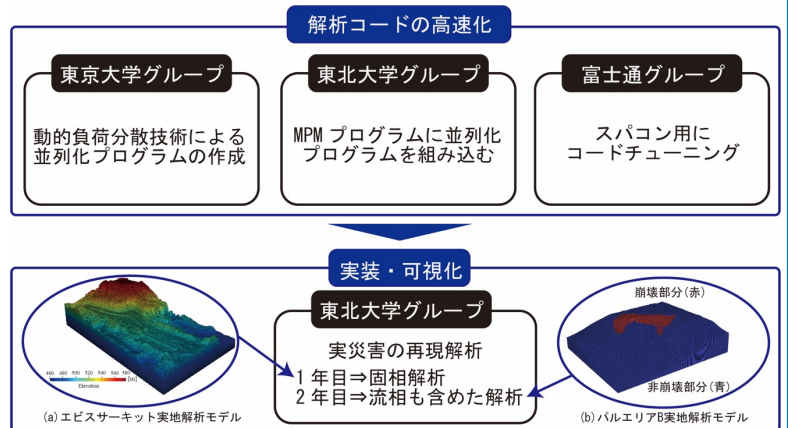 解析コードの高速化
東京大学グループ
動的負荷分散技術による
並列化プログラムの作成
東北大学グループ
MPM プログラムに並列化
プログラムを組み込む
富士通グループ
スパコン用に
コードチューニング
実装・可視化
460 480 500 520 540 560 580 [m]
Elevation
(a) エビスサーキット実地解析モデル
東北大学グループ
実災害の再現解析
1 年目⇒固相解析
2 年目⇒流相も含めた解析
崩壊部分(赤)
非崩壊部分(青)
(b) パルエリアB実地解析モデル